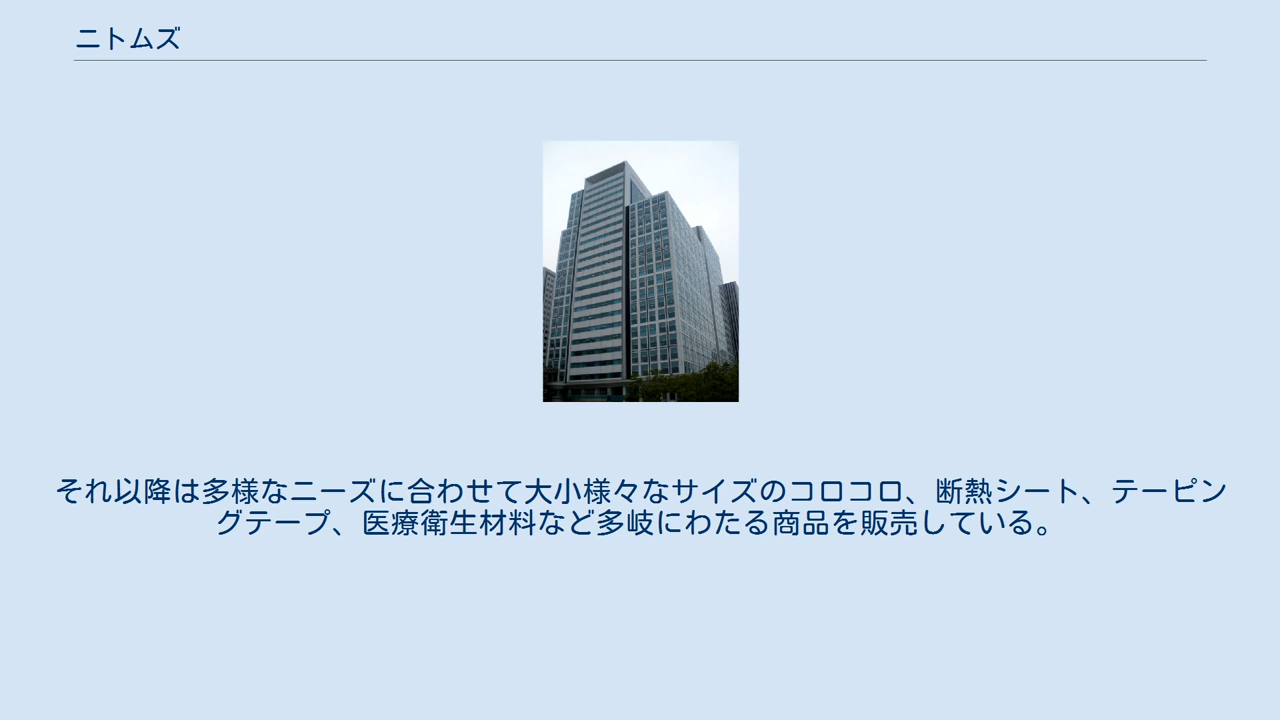 ニトムズ
それ以降は多様なニーズに合わせて大小様々なサイズのコロコロ、断熱シート、テーピン
グテープ、医療衛生材料など多岐にわたる商品を販売している。